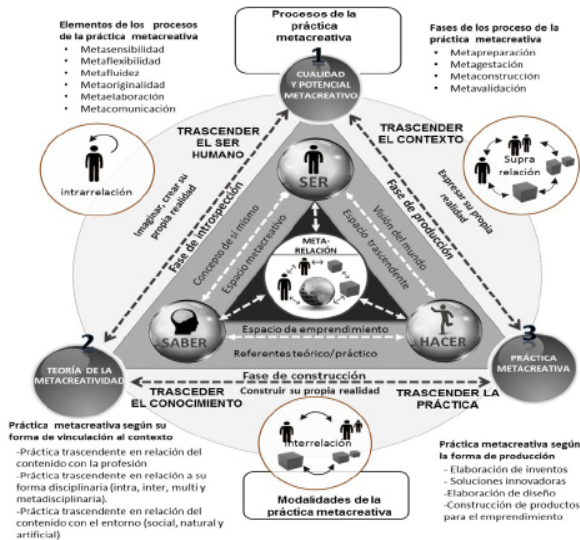 Elementos de los procesos
de la práctica metacreativa
• Metasensibilidad
• Metaflexibilidad
• Metafluidez
• Metaoriginalidad
• Metaelaboración
• Metacomunicación
Procesos de la
práctica
metacreativa
Fases de los proceso de la
práctica metacreativa
• Metapreparación
• Metagestación
• Metaconstrucción
• Metavalidación
1
CUALIDAD
Y POTENCIAL
METACREATIVO
intrarrelación
TRASCENDER
EL SER
HUMANO
TRASCENDER
EL CONTEXTO
Supra
relación
Imaginar, crear su
propia realidad
Fase de introspección
Concepto de sí mismo
Espacio metacreativo
SER
Visión del mundo
Espacio trascendente
Fase de producción
Expresar su propia
realidad
META-
RELACIÓN
SABER
HACER
Espacio de emprendimiento
Referentes teórico/práctico
2
TEORÍA DE LA
METACREATIVIDAD
3
PRÁCTICA
METACREATIVA
Fase de construcción
Construir su propia realidad
TRASCEDER
EL CONOCIMIENTO
TRASCENDER LA
PRÁCTICA
Interrelación
Modalidades de la
práctica metacreativa
Práctica metacreativa según su
forma de vinculación al contexto
-Práctica trascendente en relación del
contenido con la profesión
-Práctica trascendente en relación a su
forma disciplinaria (intra, inter, multi y
metadisciplinaria).
-Práctica trascendente en relación del
contenido con el entorno (social, natural y
artificial)
Práctica metacreativa según
la forma de producción
- Elaboración de inventos
- Soluciones innovadoras
-Elaboración de diseño
-Construcción de productos
para el emprendimiento